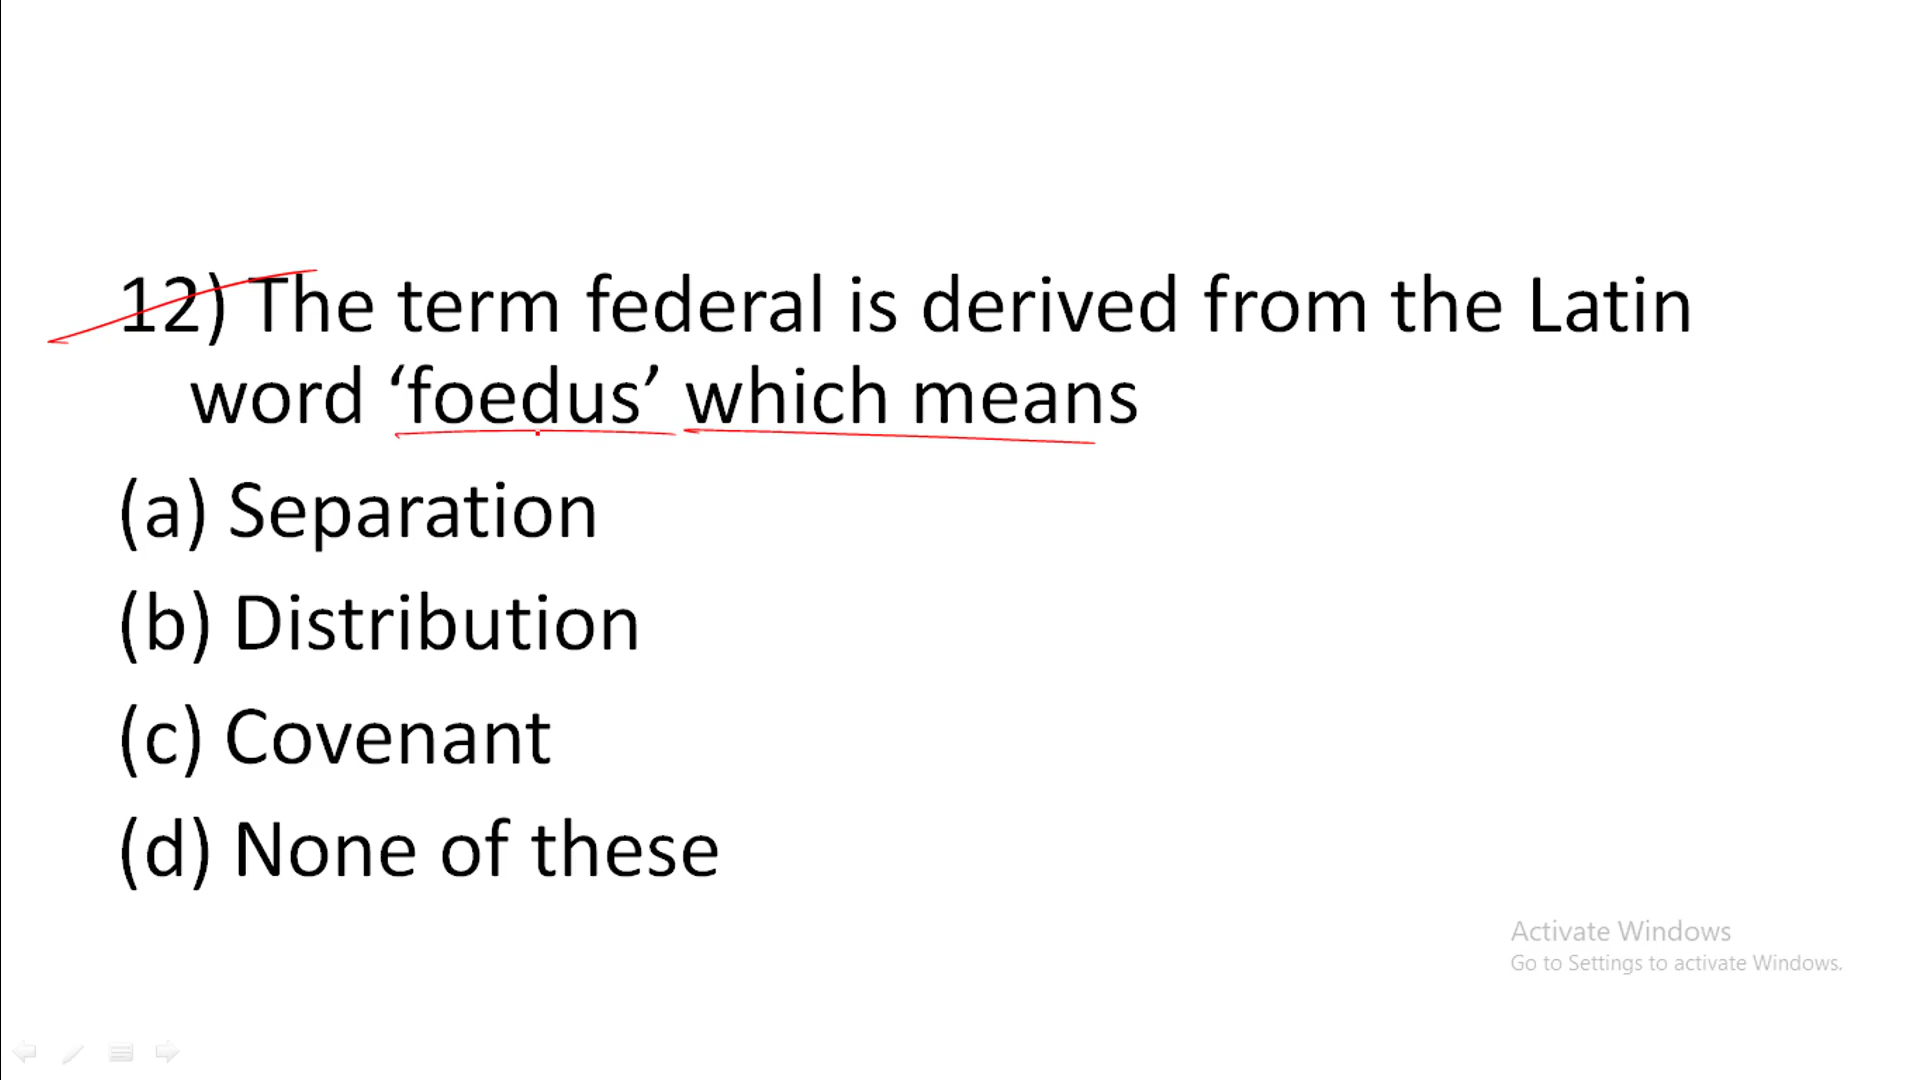 12) The term federal is derived from the Latin
word ‘foedus’ which means
(a) Separation
(b) Distribution
(c) Covenant
(d) None of these
Activate Windows
Go to Settings to activate Windows.